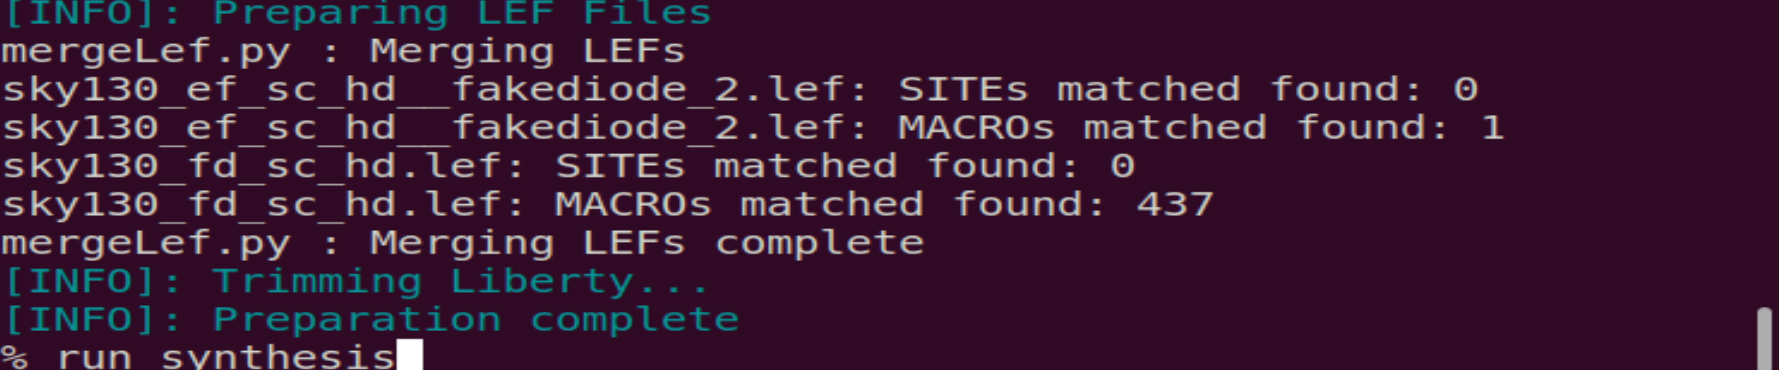 [INFO]: Preparing LEF Files
mergeLef.py : Merging LEFs
sky130_ef_sc_hd__fakediode_2.lef: SITEs matched found: 0
sky130_ef_sc_hd__fakediode_2.lef: MACROs matched found: 1
sky130_fd_sc_hd.lef: SITEs matched found: 0
sky130_fd_sc_hd.lef: MACROs matched found: 437
mergeLef.py : Merging LEFs complete
[INFO]: Trimming Liberty...
[INFO]: Preparation complete
% run synthesis